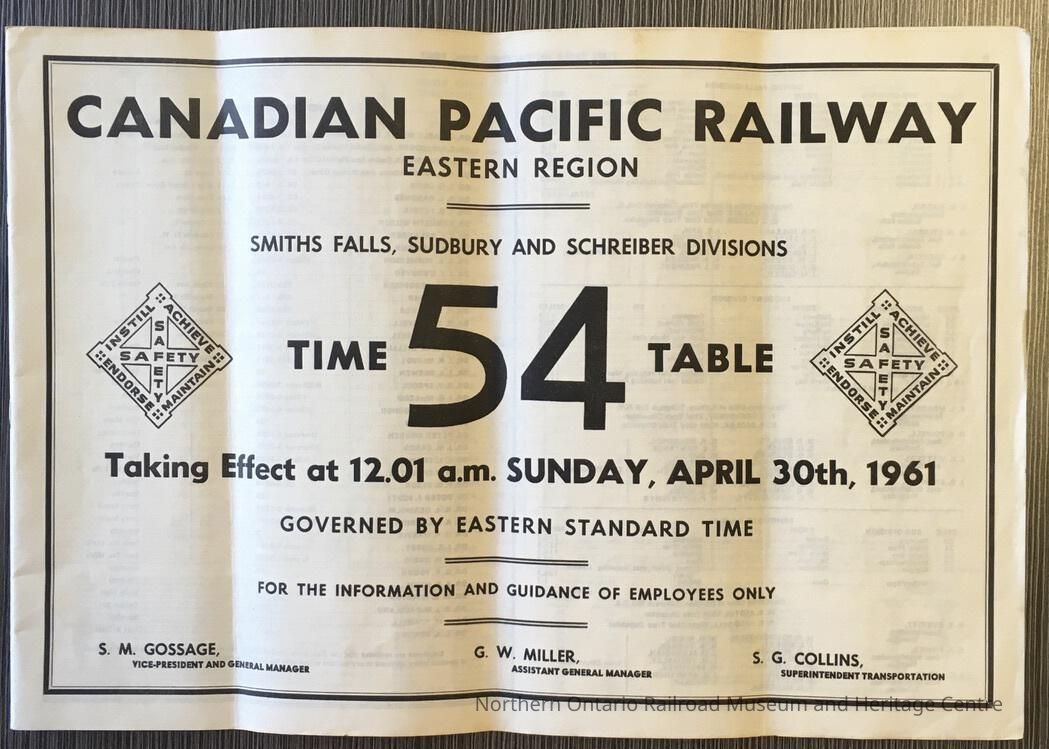 CANADIAN PACIFIC RAILWAY
EASTERN REGION
SMITHS FALLS, SUDBURY AND SCHREIBER DIVISIONS
INSTILL ACHIEVE
SAFETY
SAFETY
ENDORSE MAINTAIN
TIME 54 TABLE
INSTILL ACHIEVE
SAFETY
SAFETY
ENDORSE MAINTAIN
Taking Effect at 12.01 a.m. SUNDAY, APRIL 30th, 1961
GOVERNED BY EASTERN STANDARD TIME
FOR THE INFORMATION AND GUIDANCE OF EMPLOYEES ONLY
S. M. GOSSAGE,
VICE-PRESIDENT AND GENERAL MANAGER
G. W. MILLER,
ASSISTANT GENERAL MANAGER
S. G. COLLINS,
SUPERINTENDENT TRANSPORTATION
Northern Ontario Railroad Museum and Heritage Centre